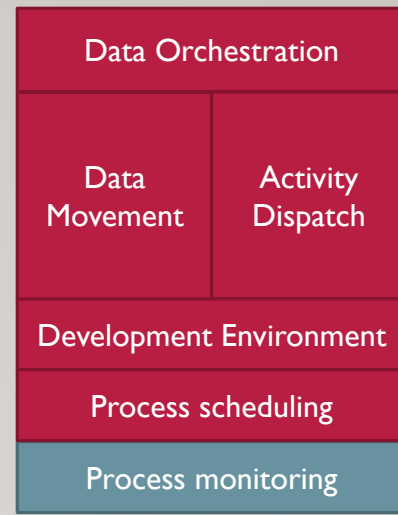 Data Orchestration
Data
Movement
Activity
Dispatch
Development Environment
Process scheduling
Process monitoring